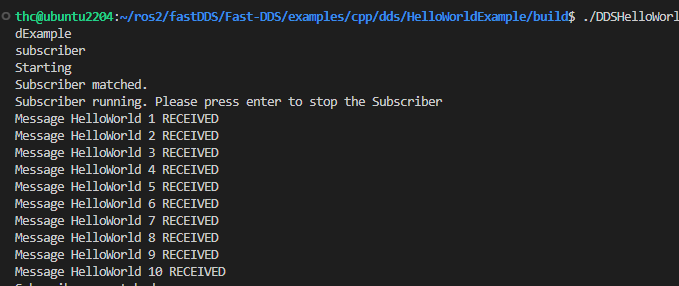 thc@ubuntu2204:~/ros2/fastDDS/Fast-DDS/examples/cpp/dds/HelloWorldExample/build$ ./DDSHelloWorl
dExample
subscriber
Starting
Subscriber matched.
Subscriber running. Please press enter to stop the Subscriber
Message HelloWorld 1 RECEIVED
Message HelloWorld 2 RECEIVED
Message HelloWorld 3 RECEIVED
Message HelloWorld 4 RECEIVED
Message HelloWorld 5 RECEIVED
Message HelloWorld 6 RECEIVED
Message HelloWorld 7 RECEIVED
Message HelloWorld 8 RECEIVED
Message HelloWorld 9 RECEIVED
Message HelloWorld 10 RECEIVED